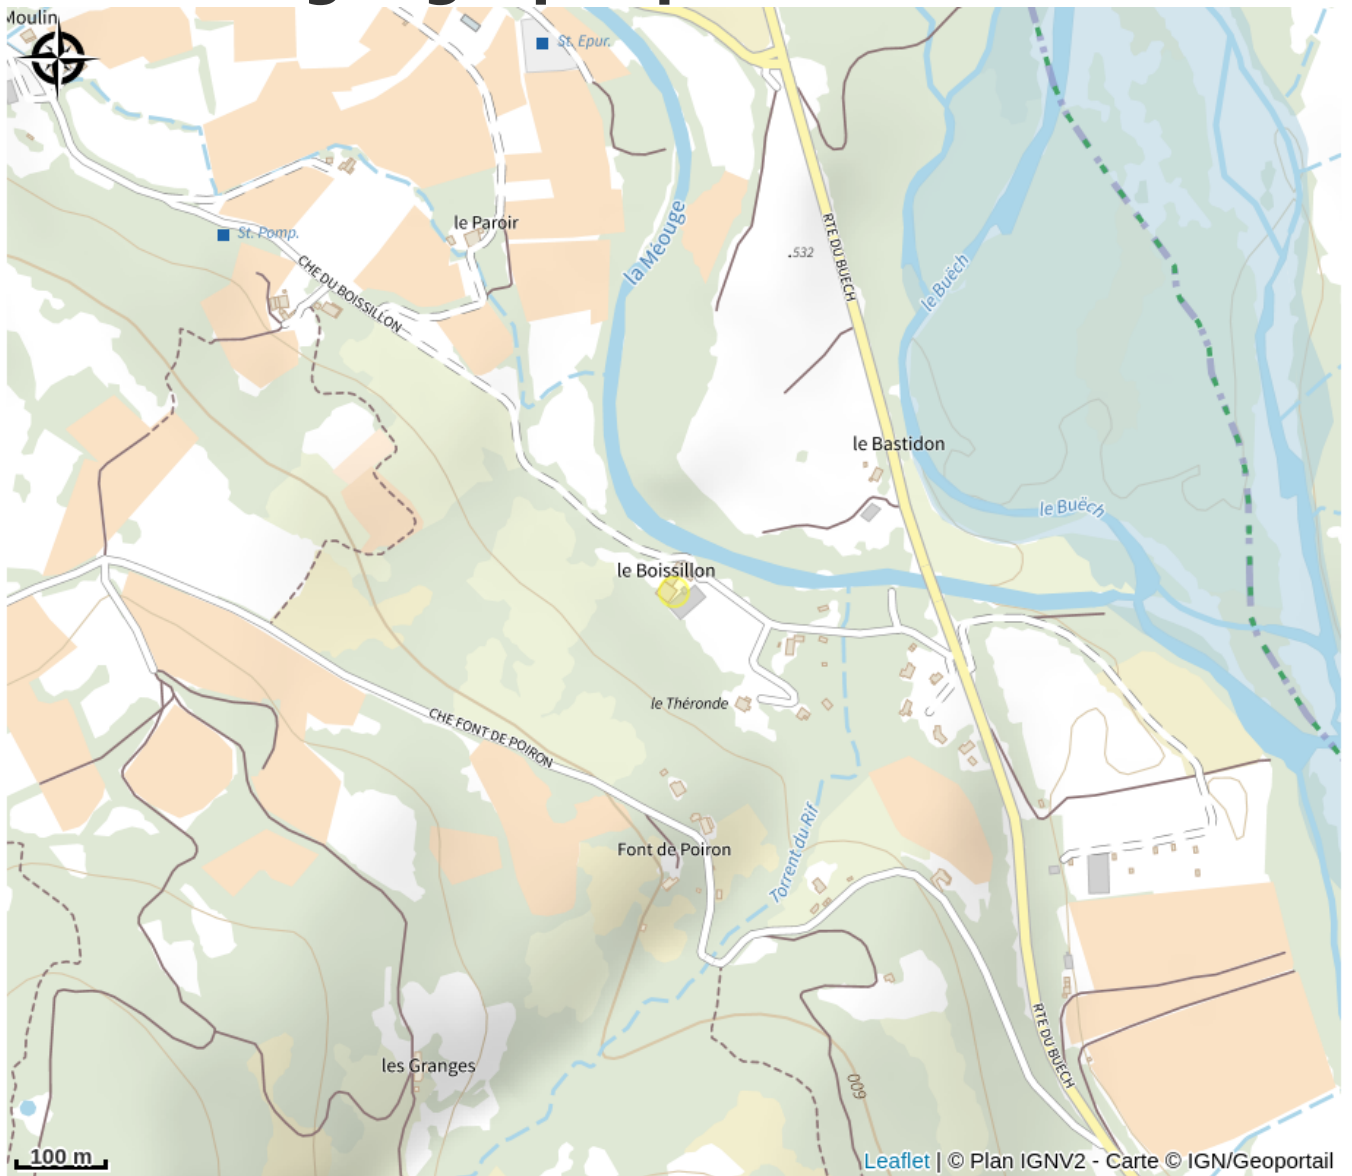 Moulin
St. Epur.
le Paroir
St. Pomp.
CHE DU BOISSILLON
la Méouge
.532
RTE DU BUECH
le Buëch
le Bastidon
le Buëch
le Boissillon
le Théronde
CHE FONT DE POIRON
Font de Poiron
Torrent du Rif
les Granges
600
RTE DU BUECH
100 m
Leaflet | © Plan IGNV2 - Carte © IGN/Geoportail